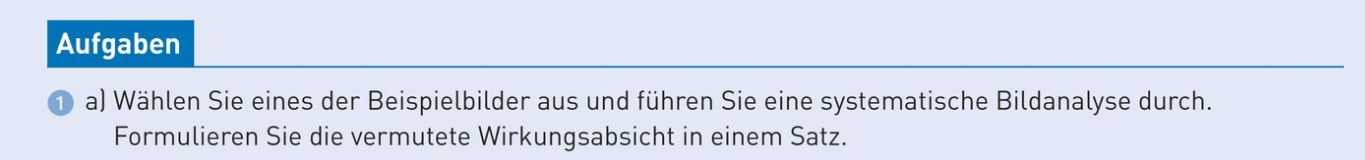 Aufgaben
1 a) Wählen Sie eines der Beispielbilder aus und führen Sie eine systematische Bildanalyse durch.
Formulieren Sie die vermutete Wirkungsabsicht in einem Satz.